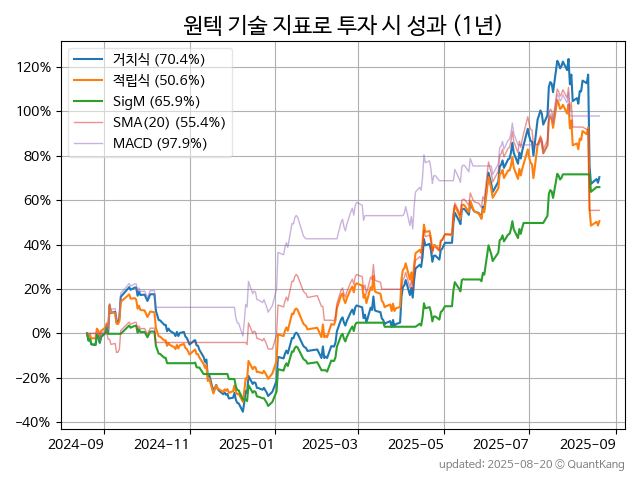 원텍 기술 지표로 투자 시 성과 (1년)
거치식 (70.4%)
적립식 (50.6%)
SigM (65.9%)
SMA(20) (55.4%)
MACD (97.9%)
120%
100%
80%
60%
40%
20%
0%
−20%
−40%
2024-09 2024-11 2025-01 2025-03 2025-05 2025-07 2025-09
updated: 2025-08-20 © QuantKang